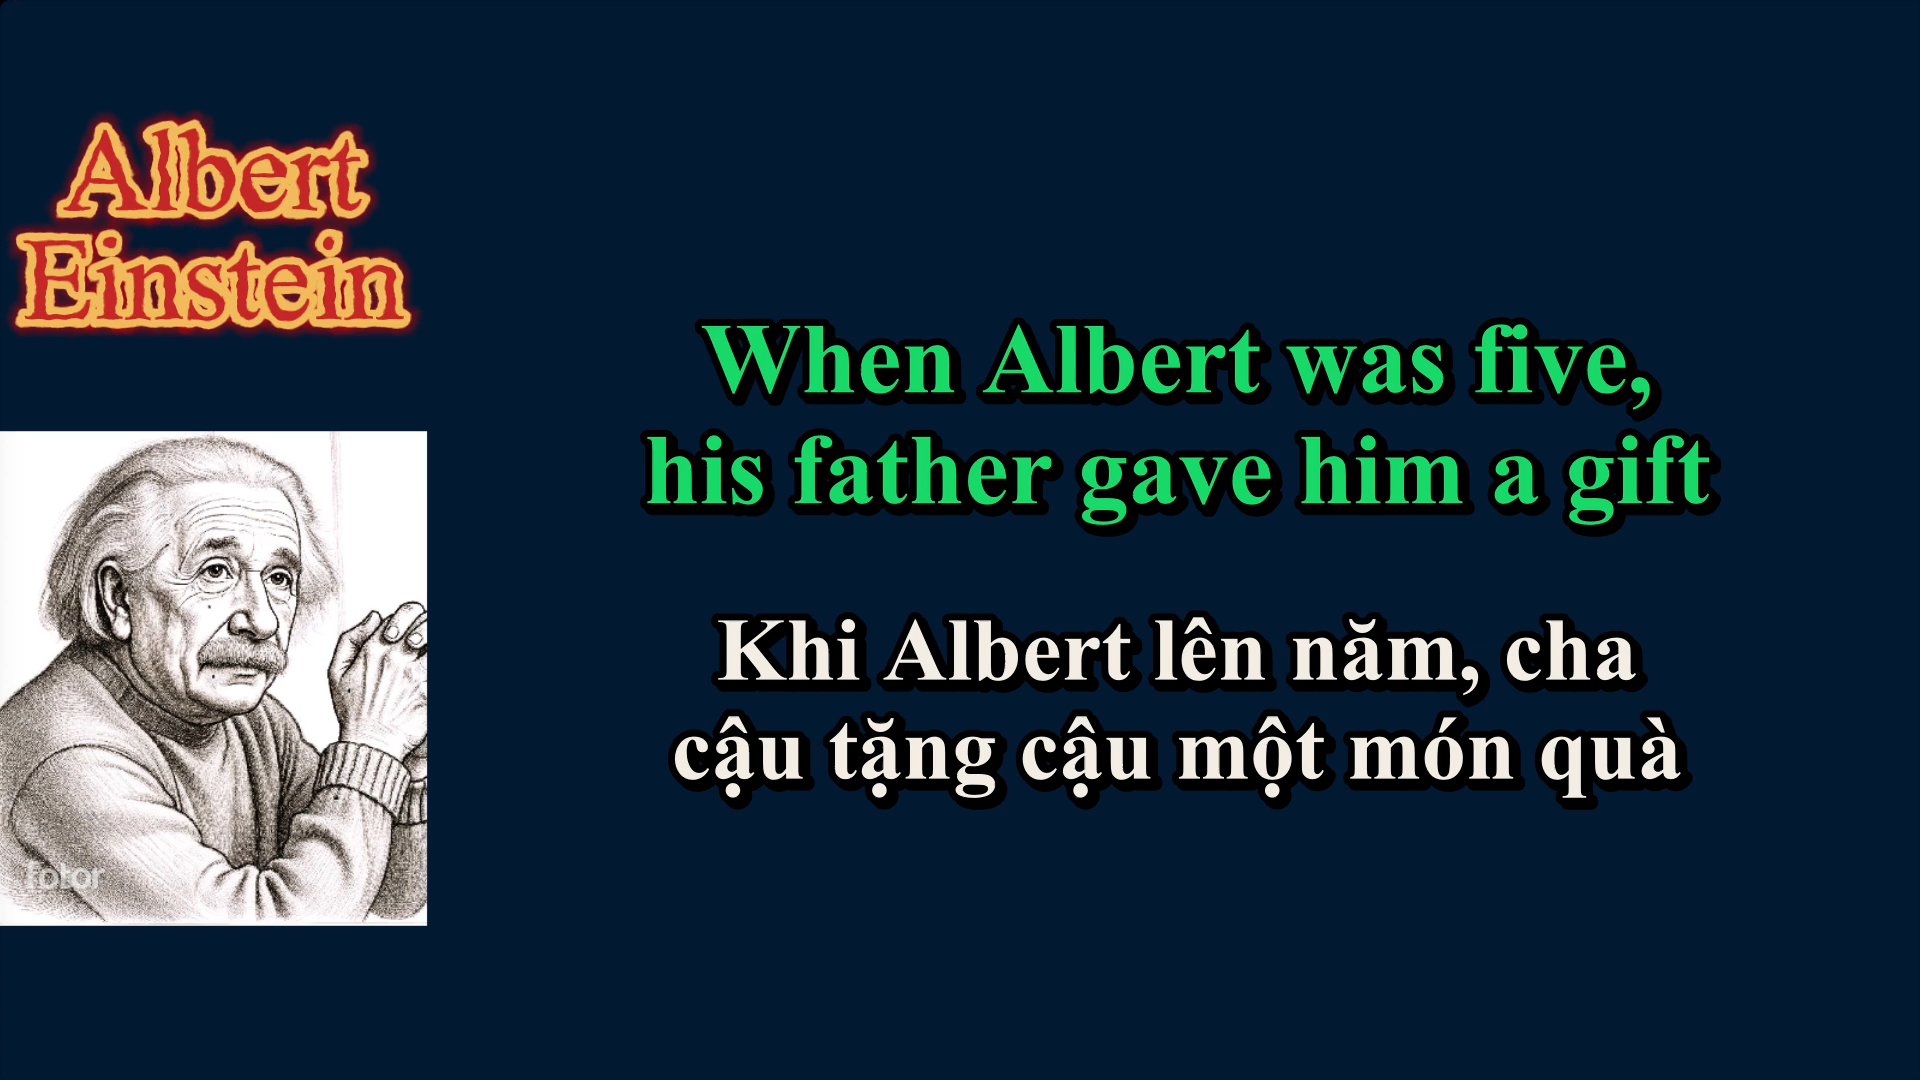 Albert
Einstein
When Albert was five,
his father gave him a gift
Khi Albert lên năm, cha
cậu tặng cậu một món quà
fotor